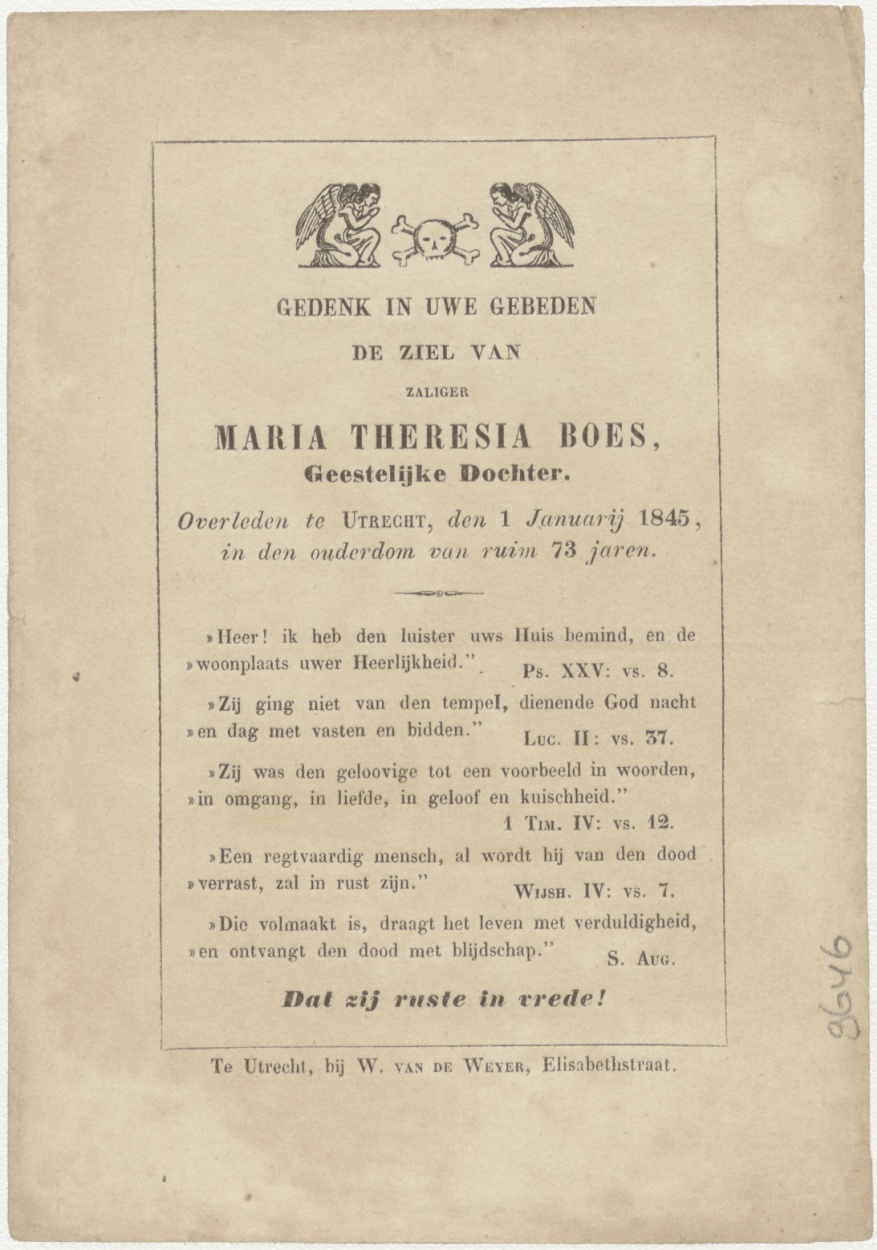 GEDENK IN UWE GEBEDEN
DE ZIEL VAN
ZALIGER
MARIA THERESIA BOES,
Geestelijke Dochter.
Overleden te UTRECHT, den 1 Januarij 1845,
in den ouderdom van ruim 73 jaren.
»Heer! ik heb den luister uws Huis bemind, en de
»woonplaats uwer Heerlijkheid.” Ps. XXV: vs. 8.
»Zij ging niet van den tempel, dienende God nacht
»en dag met vasten en bidden.” Luc. II: vs. 37.
»Zij was den geloovige tot een voorbeeld in woorden,
»in omgang, in liefde, in geloof en kuischheid.”
1 Tim. IV: vs. 12.
»Een regtvaardig mensch, al wordt hij van den dood
»verrast, zal in rust zijn.” Wijsh. IV: vs. 7.
»Die volmaakt is, draagt het leven met verduldigheid,
»en ontvangt den dood met blijdschap.” S. Aug.
Dat zij ruste in vrede!
Te Utrecht, bij W. VAN DE WEYER, Elisabethstraat.
9646